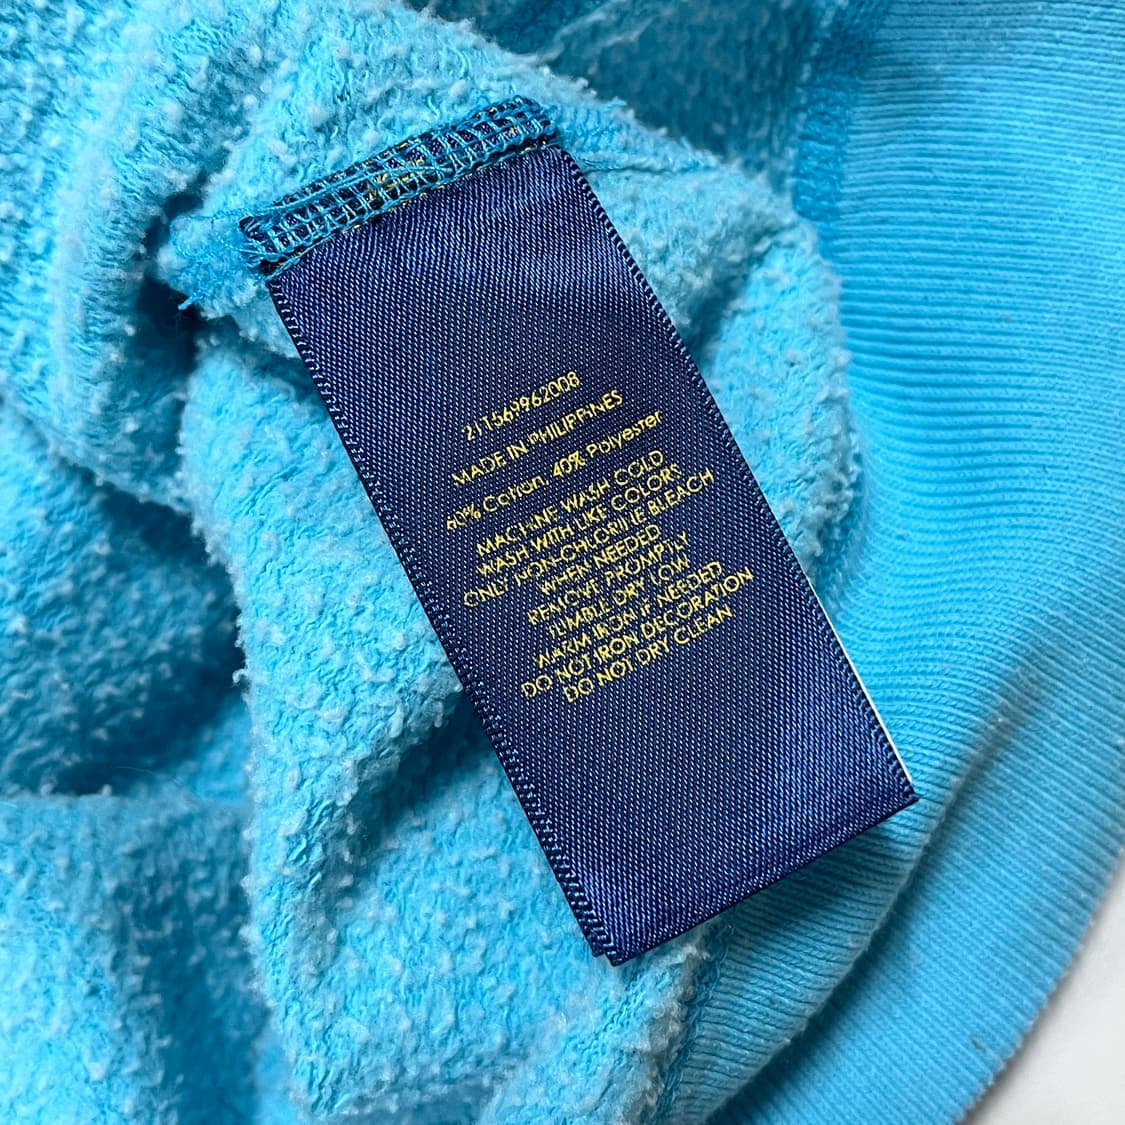 21T569962008
MADE IN PHILIPPINES
60% Cotton, 40% Polyester
MACHINE WASH COLD
WASH WITH LIKE COLORS
ONLY NON-CHLORINE BLEACH
WHEN NEEDED
REMOVE PROMPTLY
TUMBLE DRY LOW
WARM IRON IF NEEDED
DO NOT IRON DECORATION
DO NOT DRY CLEAN